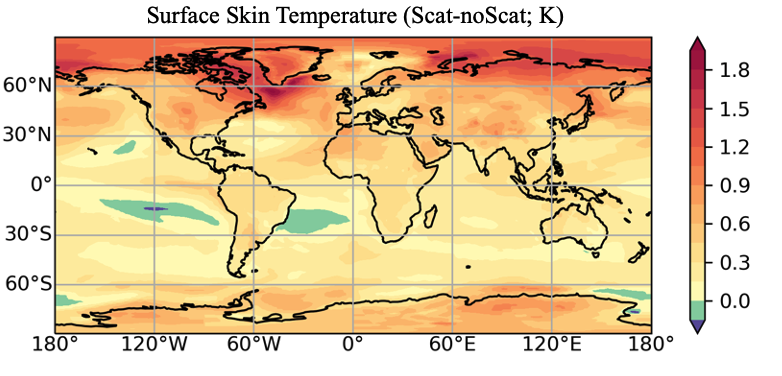 Surface Skin Temperature (Scat-noScat; K)
60°N
30°N
0°
30°S
60°S
180°
120°W
60°W
0°
60°E
120°E
180°
1.8
1.5
1.2
0.9
0.6
0.3
0.0